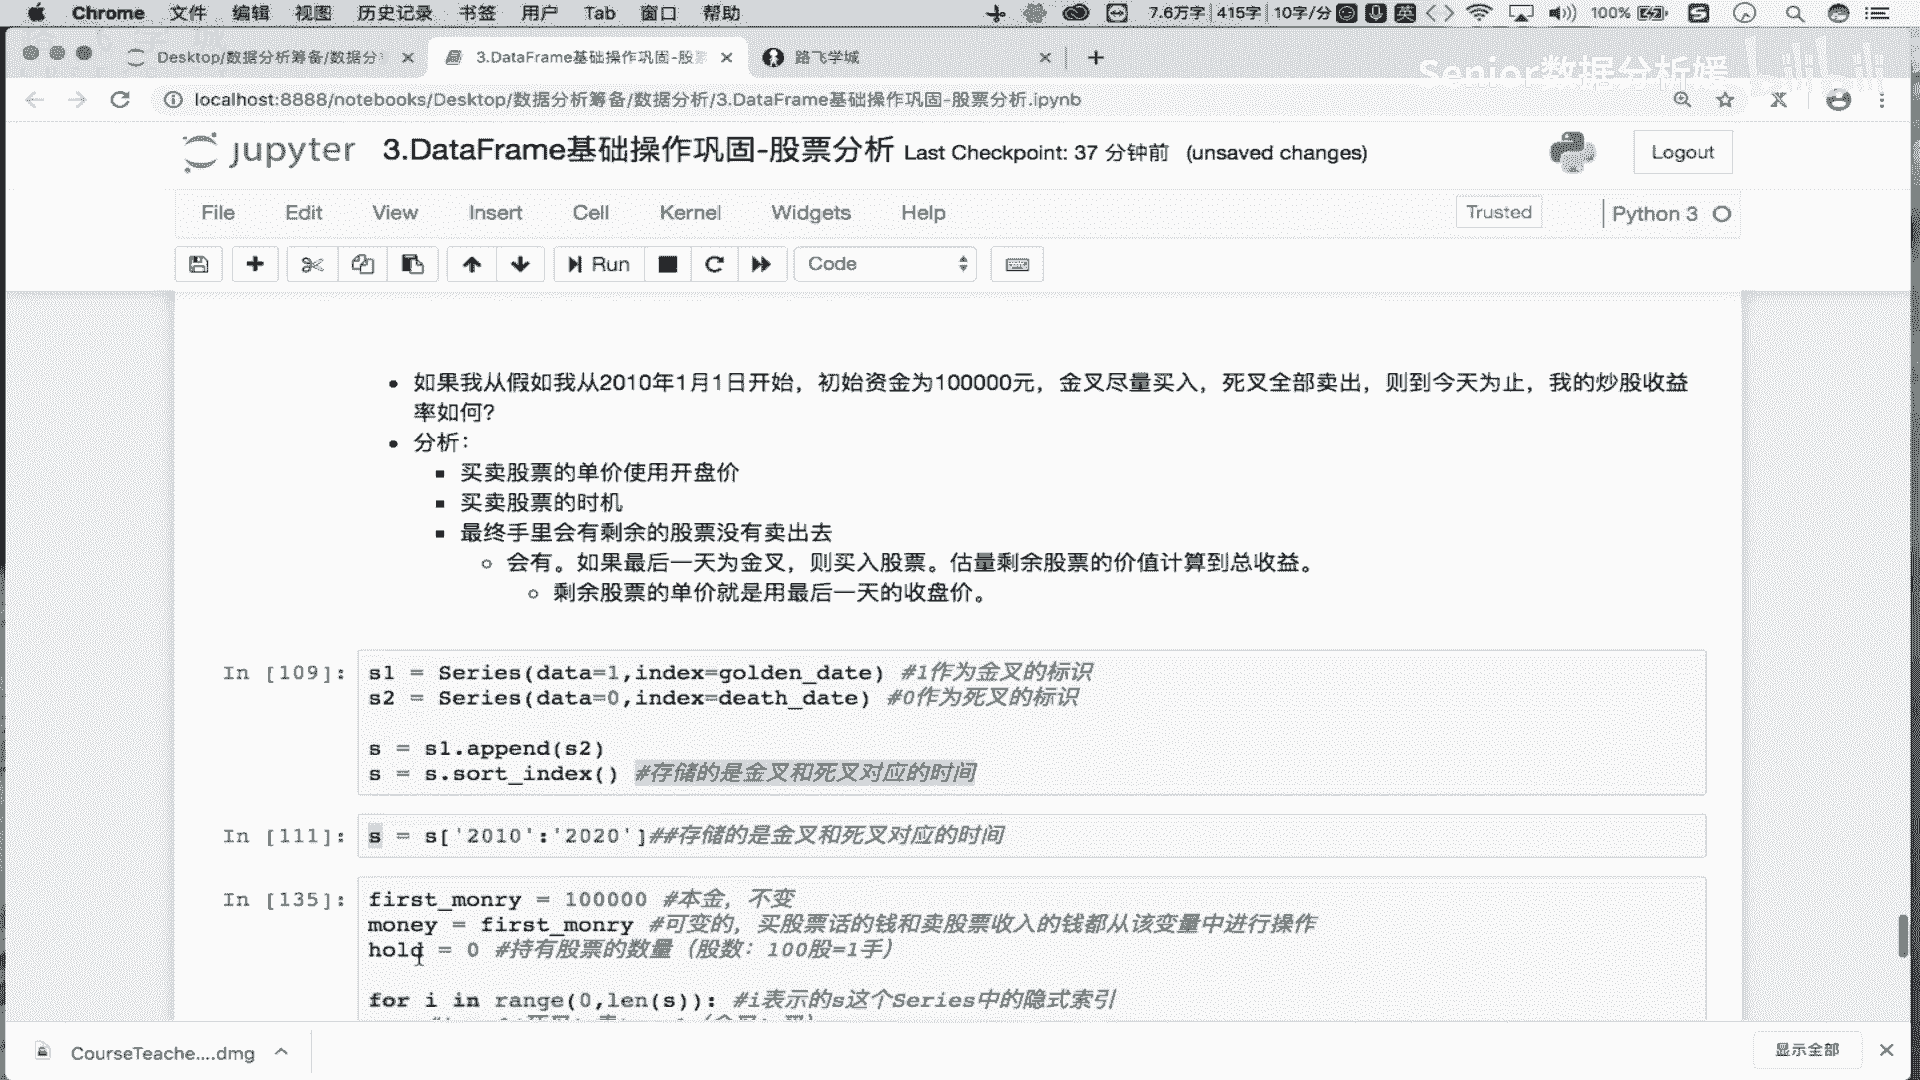 Chrome 文件 编辑 视图 历史记录 书签 用户 Tab 窗口 帮助 7.6万字 415字 10字/分 英 100%
Desktop/数据分析筹备/数据分 3.DataFrame基础操作巩固-股 路飞学城
Senior数据分析媛 bilibili
localhost:8888/notebooks/Desktop/数据分析筹备/数据分析/3.DataFrame基础操作巩固-股票分析.ipynb
jupyter 3.DataFrame基础操作巩固-股票分析 Last Checkpoint: 37 分钟前 (unsaved changes) Logout
File Edit View Insert Cell Kernel Widgets Help Trusted Python 3
Run Code
如果我从假如我从2010年1月1日开始，初始资金为100000元，金叉尽量买入，死叉全部卖出，则到今天为止，我的炒股收益
率如何？
分析：
买卖股票的单价使用开盘价
买卖股票的时机
最终手里会有剩余的股票没有卖出去
会有。如果最后一天为金叉，则买入股票。估量剩余股票的价值计算到总收益。
剩余股票的单价就是用最后一天的收盘价。
In [109]: s1 = Series(data=1,index=golden_date) #1作为金叉的标识
s2 = Series(data=0,index=death_date) #0作为死叉的标识
s = s1.append(s2)
s = s.sort_index() #存储的是金叉和死叉对应的时间
In [111]: s = s['2010':'2020']##存储的是金叉和死叉对应的时间
In [135]: first_monry = 100000 #本金，不变
money = first_monry #可变的，买股票话的钱和卖股票收入的钱都从该变量中进行操作
hold = 0 #持有股票的数量（股数：100股=1手）
for i in range(0,len(s)): #i表示的s这个Series中的隐式索引
CourseTeache....dmg 显示全部